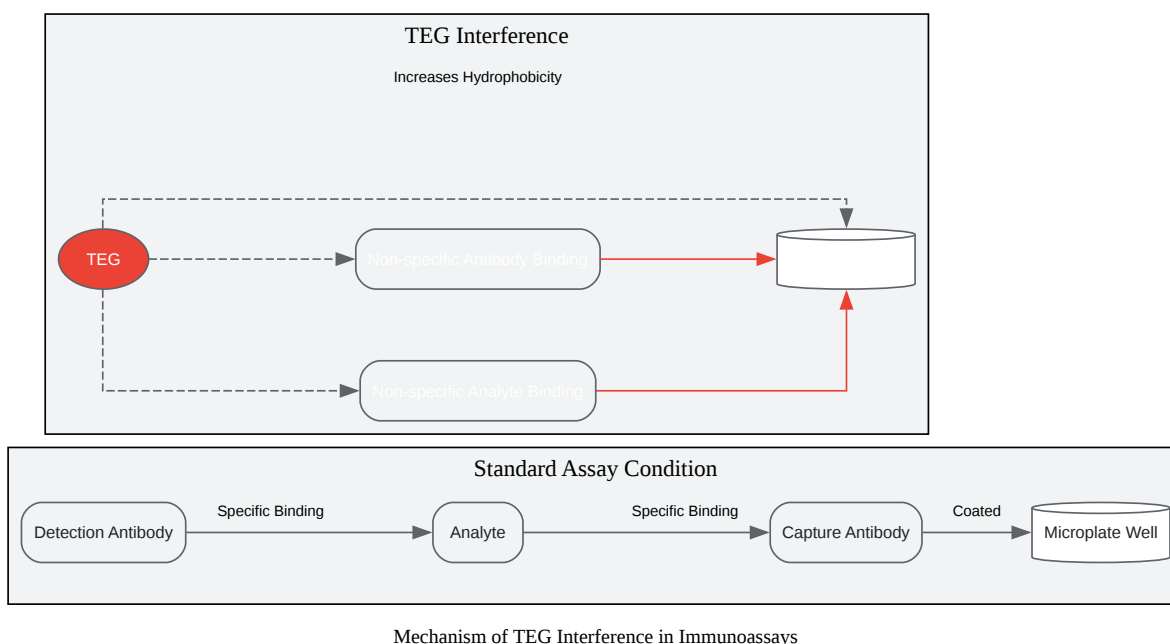 TEG Interference
Increases Hydrophobicity
TEG
Non-specific Antibody Binding
Non-specific Analyte Binding
Standard Assay Condition
Specific Binding
Specific Binding
Coated
Detection Antibody
Analyte
Capture Antibody
Microplate Well
Mechanism of TEG Interference in Immunoassays